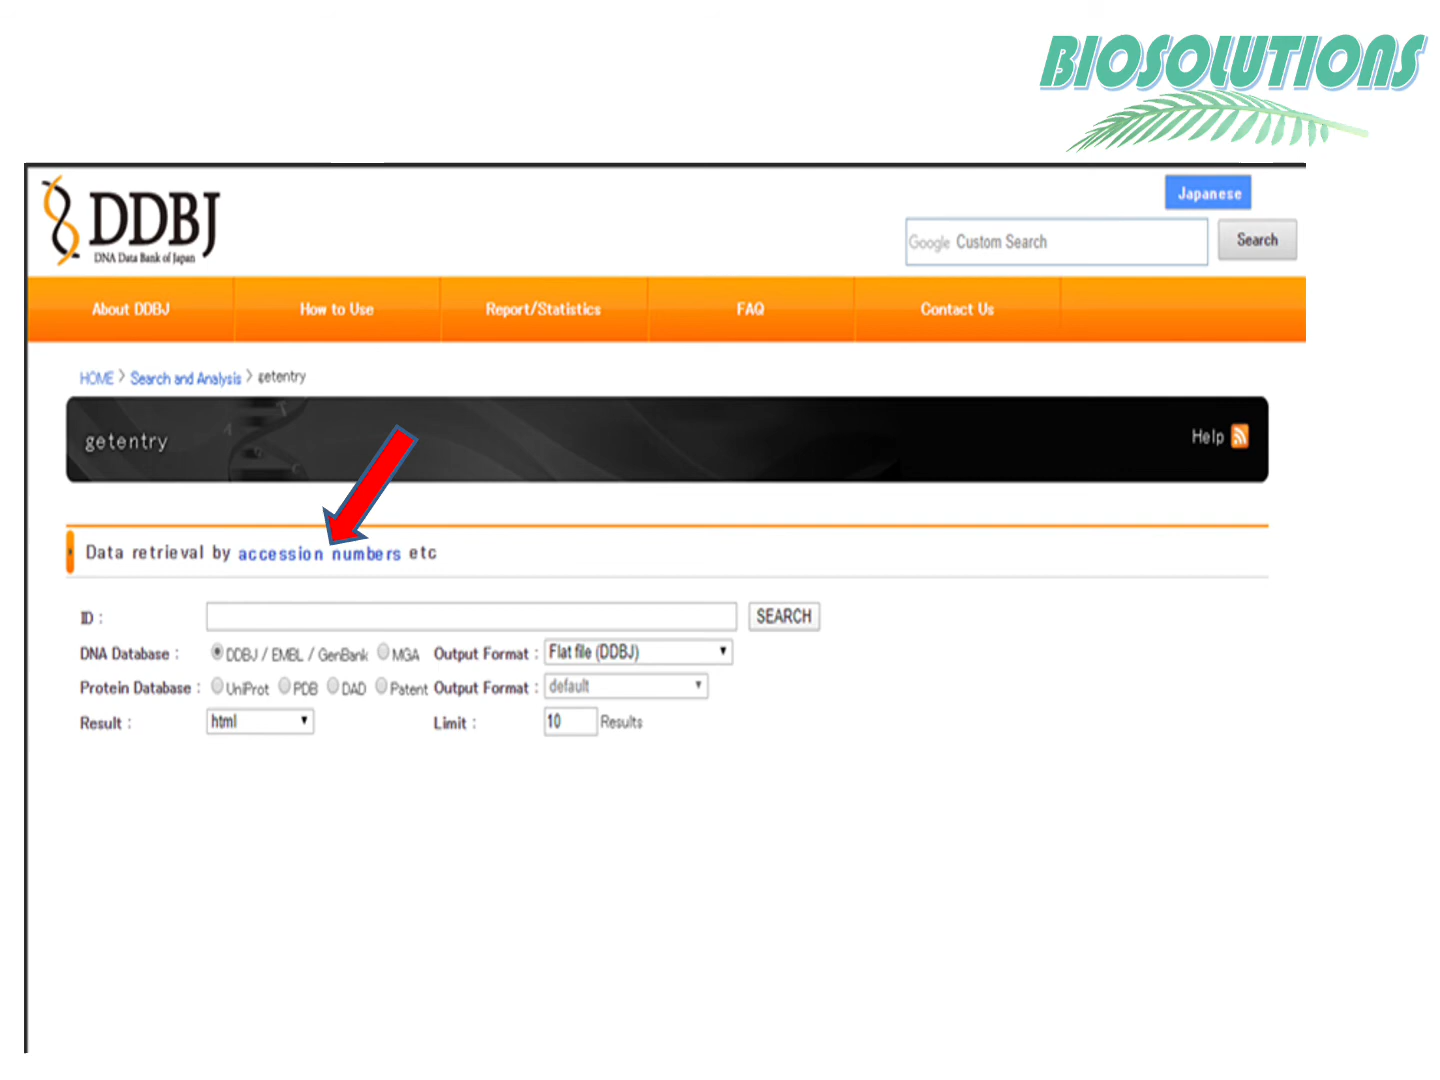 BIOSOLUTIONS
DDBJ
DNA Data Bank of Japan
Japanese
Google Custom Search
Search
About DDBJ
How to Use
Report/Statistics
FAQ
Contact Us
HOME > Search and Analysis > getentry
getentry
Help
Data retrieval by accession numbers etc
ID :
SEARCH
DNA Database : DDBJ / EMBL / GenBank MGA Output Format : Flat file (DDBJ)
Protein Database : UniProt PDB DAD Patent Output Format : default
Result : html Limit : 10 Results